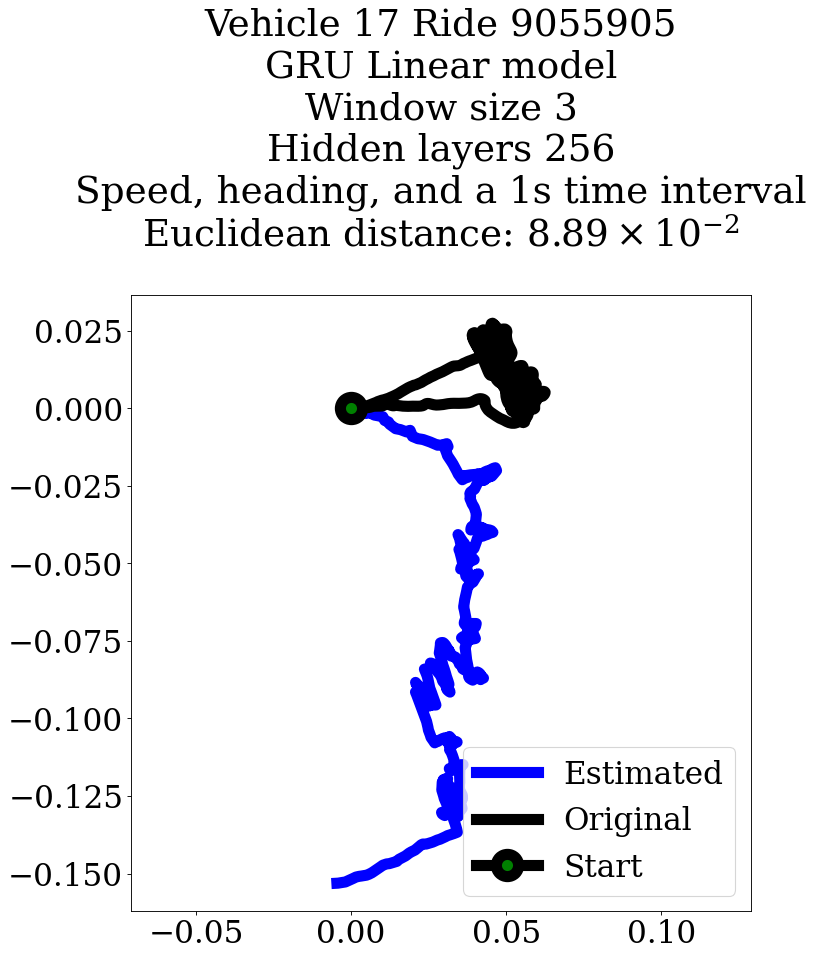 Vehicle 17 Ride 9055905
GRU Linear model
Window size 3
Hidden layers 256
Speed, heading, and a 1s time interval
Euclidean distance: 8.89 × 10⁻²
0.025
0.000
−0.025
−0.050
−0.075
−0.100
−0.125
−0.150
Estimated
Original
Start
−0.05 0.00 0.05 0.10